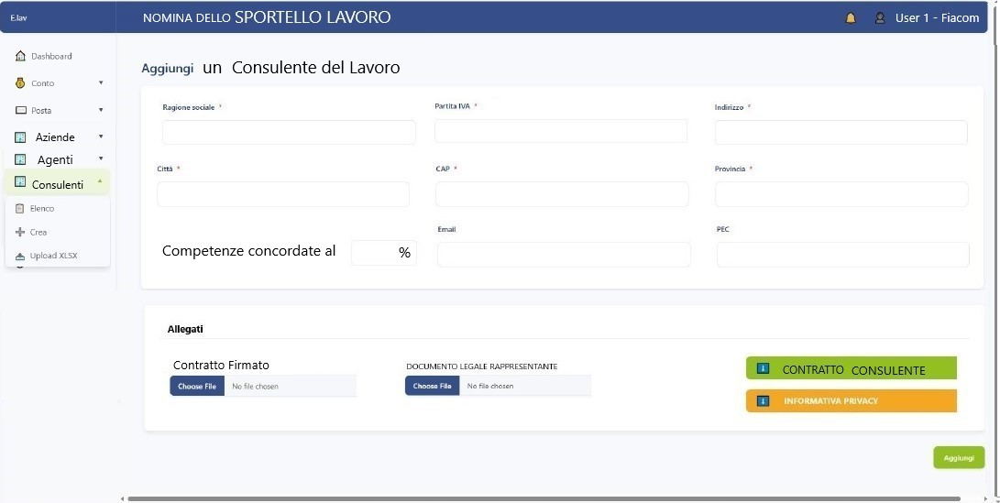 E.lav
NOMINA DELLO SPORTELLO LAVORO
User 1 - Fiacom
Dashboard
Conto
Posta
Aziende
Agenti
Consulenti
Elenco
Crea
Upload XLSX
Aggiungi un Consulente del Lavoro
Ragione sociale *
Partita IVA *
Indirizzo *
Città *
CAP *
Provincia *
Competenze concordate al %
Email
PEC
Allegati
Contratto Firmato
Choose File No file chosen
DOCUMENTO LEGALE RAPPRESENTANTE
Choose File No file chosen
CONTRATTO CONSULENTE
INFORMATIVA PRIVACY
Aggiungi